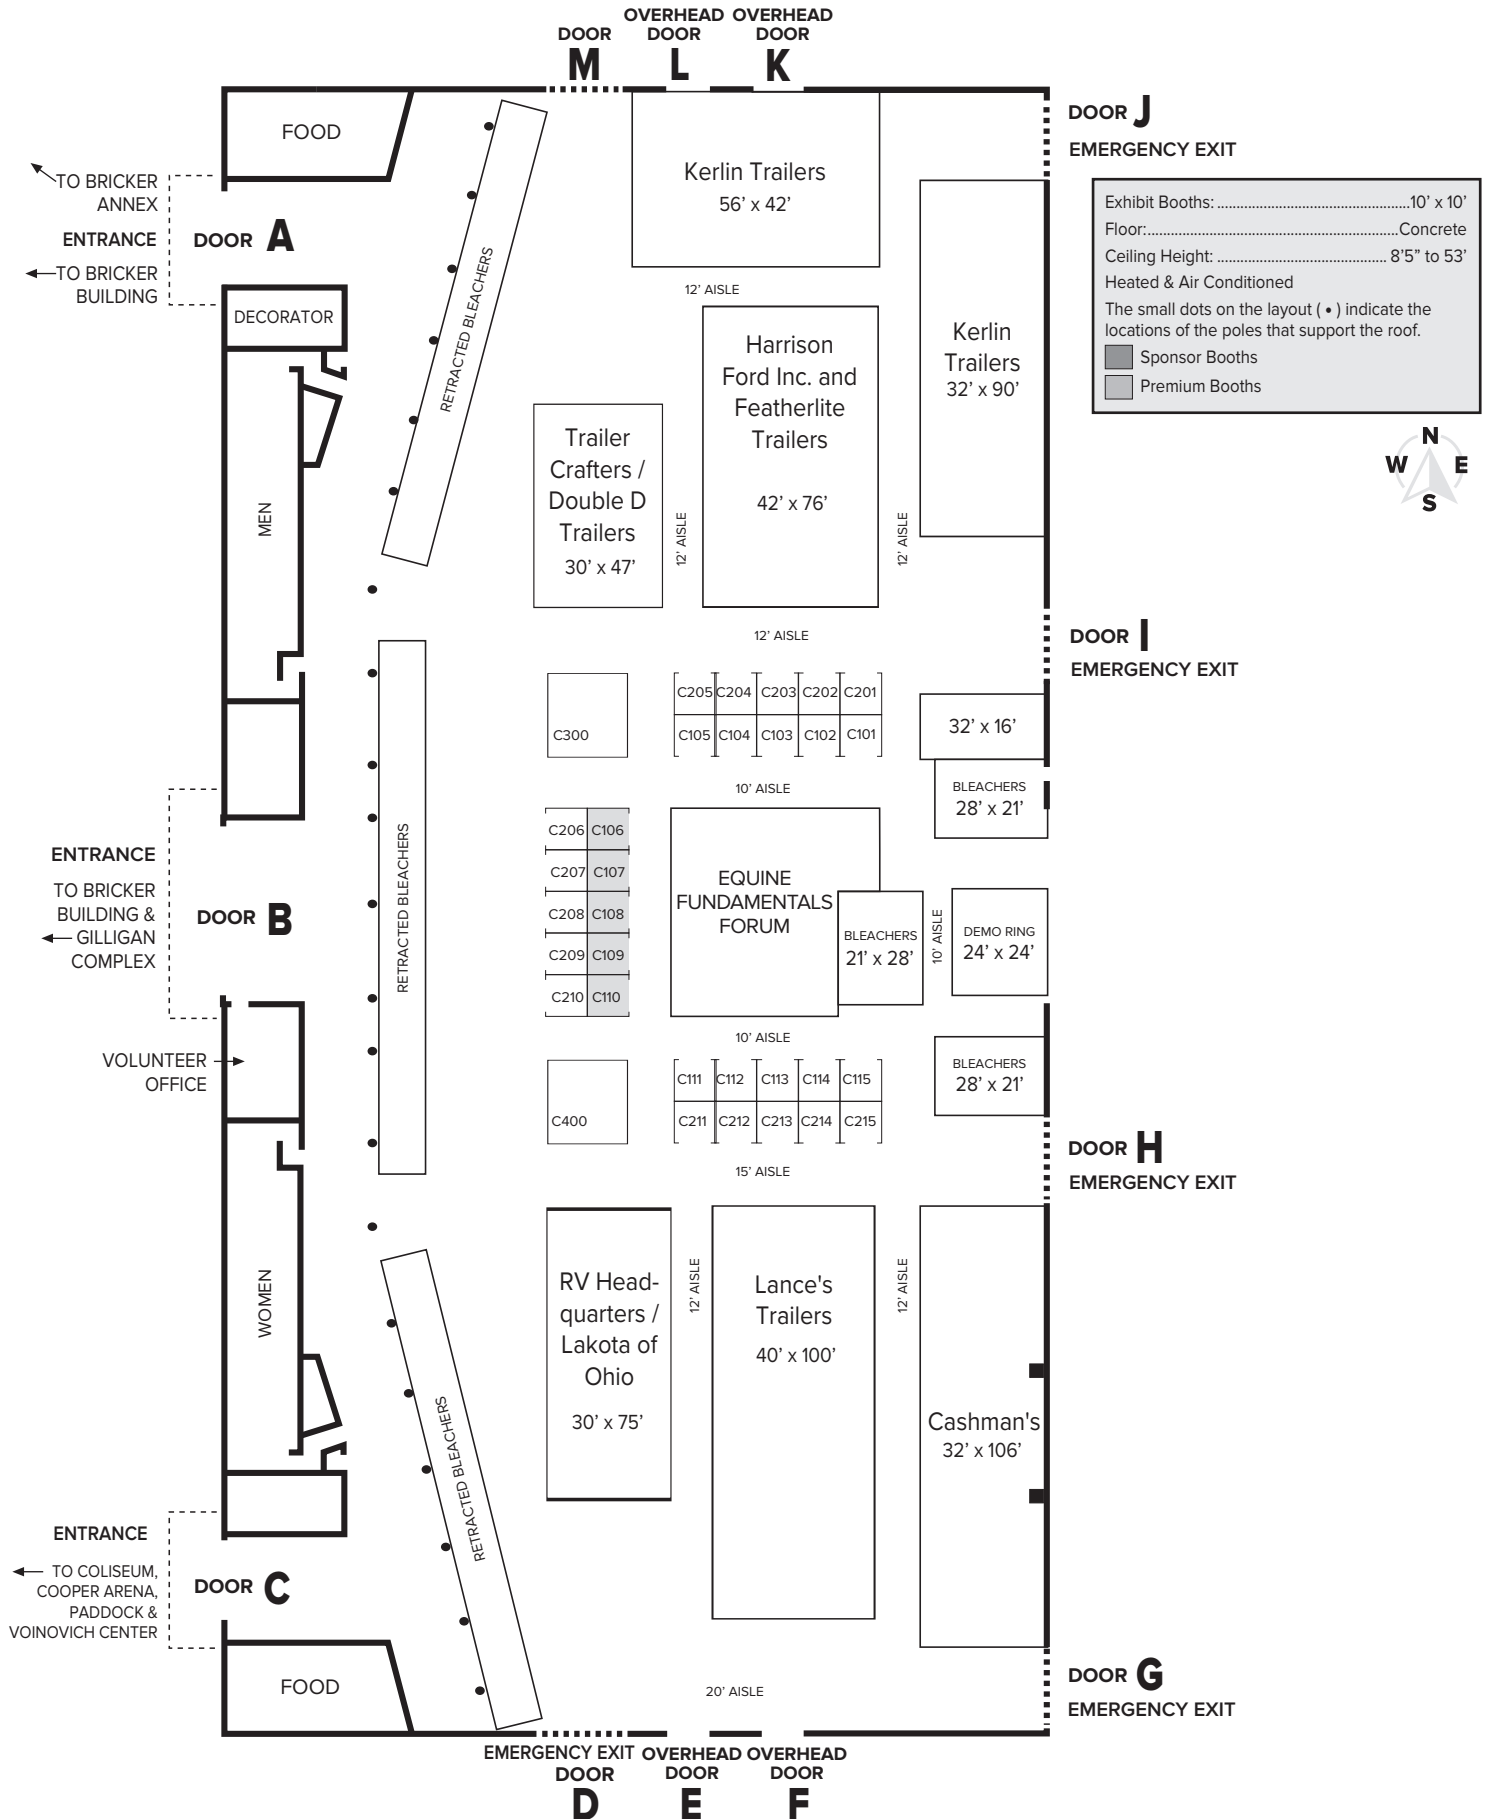 OVERHEAD OVERHEAD
DOOR DOOR DOOR
M L K
DOOR J
EMERGENCY EXIT
FOOD
TO BRICKER
ANNEX
ENTRANCE
DOOR A
TO BRICKER
BUILDING
DECORATOR
RETRACTED BLEACHERS
MEN
Kerlin Trailers
56’ x 42’
12’ AISLE
Harrison
Ford Inc. and
Featherlite
Trailers
42’ x 76’
Kerlin
Trailers
32’ x 90’
Trailer
Crafters /
Double D
Trailers
30’ x 47’
12’ AISLE
12’ AISLE
12’ AISLE
Exhibit Booths: ..................................................10’ x 10’
Floor:.................................................................Concrete
Ceiling Height: ............................................ 8’5” to 53’
Heated & Air Conditioned
The small dots on the layout ( • ) indicate the
locations of the poles that support the roof.
Sponsor Booths
Premium Booths
N
W E
S
DOOR I
EMERGENCY EXIT
C300
C205 C204 C203 C202 C201
C105 C104 C103 C102 C101
32’ x 16’
BLEACHERS
28’ x 21’
10’ AISLE
C206 C106
C207 C107
C208 C108
C209 C109
C210 C110
EQUINE
FUNDAMENTALS
FORUM
BLEACHERS
21’ x 28’
10’ AISLE
DEMO RING
24’ x 24’
RETRACTED BLEACHERS
ENTRANCE
TO BRICKER
BUILDING &
GILLIGAN
COMPLEX
DOOR B
VOLUNTEER
OFFICE
10’ AISLE
C400
C111 C112 C113 C114 C115
C211 C212 C213 C214 C215
BLEACHERS
28’ x 21’
15’ AISLE
DOOR H
EMERGENCY EXIT
WOMEN
RETRACTED BLEACHERS
RV Head-
quarters /
Lakota of
Ohio
30’ x 75’
12’ AISLE
Lance's
Trailers
40’ x 100’
12’ AISLE
Cashman's
32’ x 106’
ENTRANCE
TO COLISEUM,
COOPER ARENA,
PADDOCK &
VOINOVICH CENTER
DOOR C
FOOD
20’ AISLE
DOOR G
EMERGENCY EXIT
EMERGENCY EXIT OVERHEAD OVERHEAD
DOOR DOOR DOOR
D E F